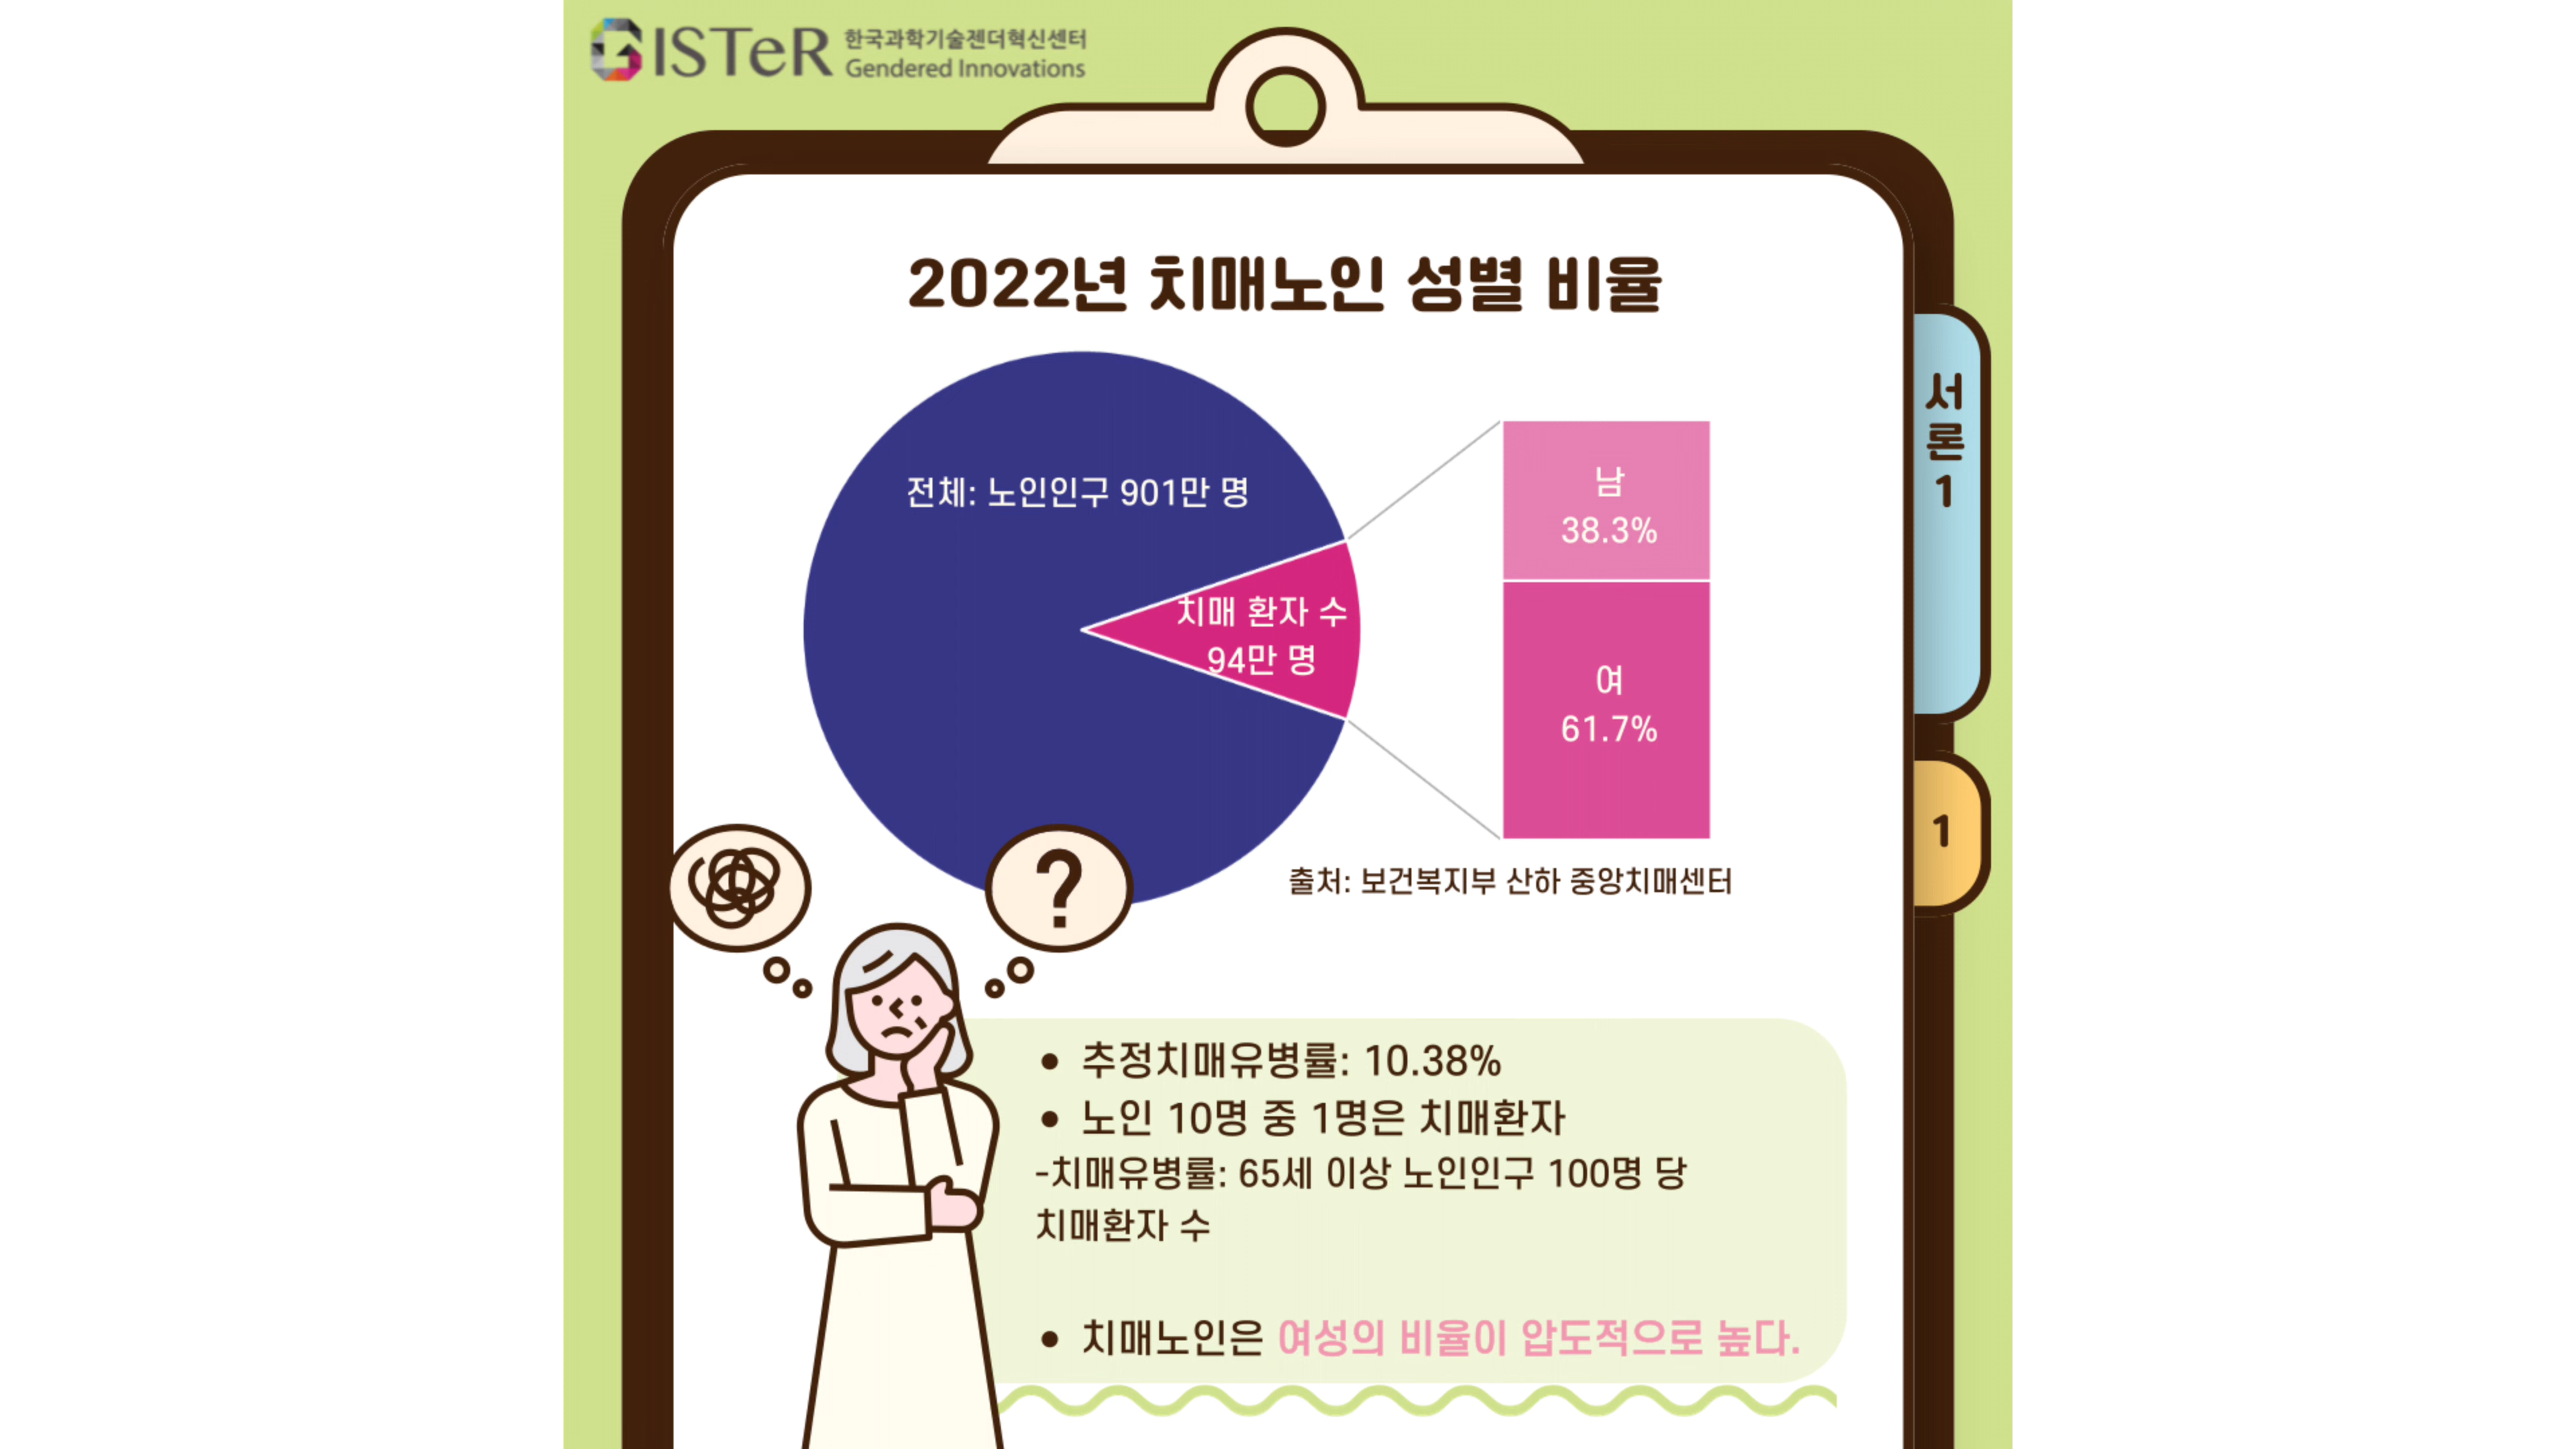 GISTeR 한국과학기술젠더혁신센터
Gendered Innovations
2022년 치매노인 성별 비율
전체: 노인인구 901만 명
치매 환자 수
94만 명
남
38.3%
여
61.7%
출처: 보건복지부 산하 중앙치매센터
서
론
1
1
?
• 추정치매유병률: 10.38%
• 노인 10명 중 1명은 치매환자
-치매유병률: 65세 이상 노인인구 100명 당
치매환자 수
• 치매노인은 여성의 비율이 압도적으로 높다.